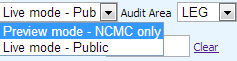 Live mode - Pub Audit Area LEG
Preview mode - NCMC only
Live mode - Public Clear